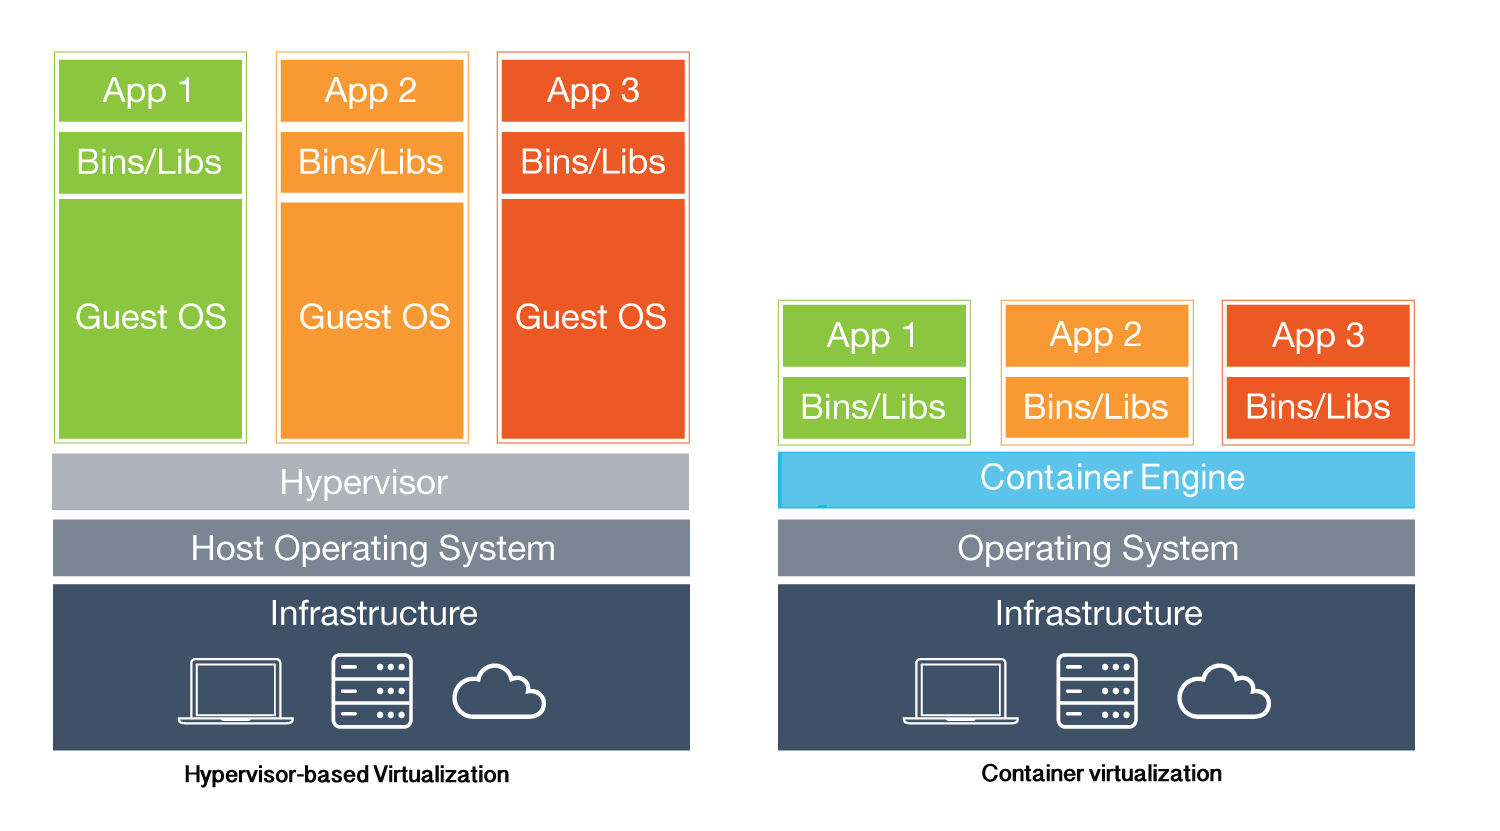 App 1
App 2
App 3
Bins/Libs
Bins/Libs
Bins/Libs
Guest OS
Guest OS
Guest OS
Hypervisor
Host Operating System
Infrastructure
Hypervisor-based Virtualization
App 1
App 2
App 3
Bins/Libs
Bins/Libs
Bins/Libs
Container Engine
Operating System
Infrastructure
Container virtualization